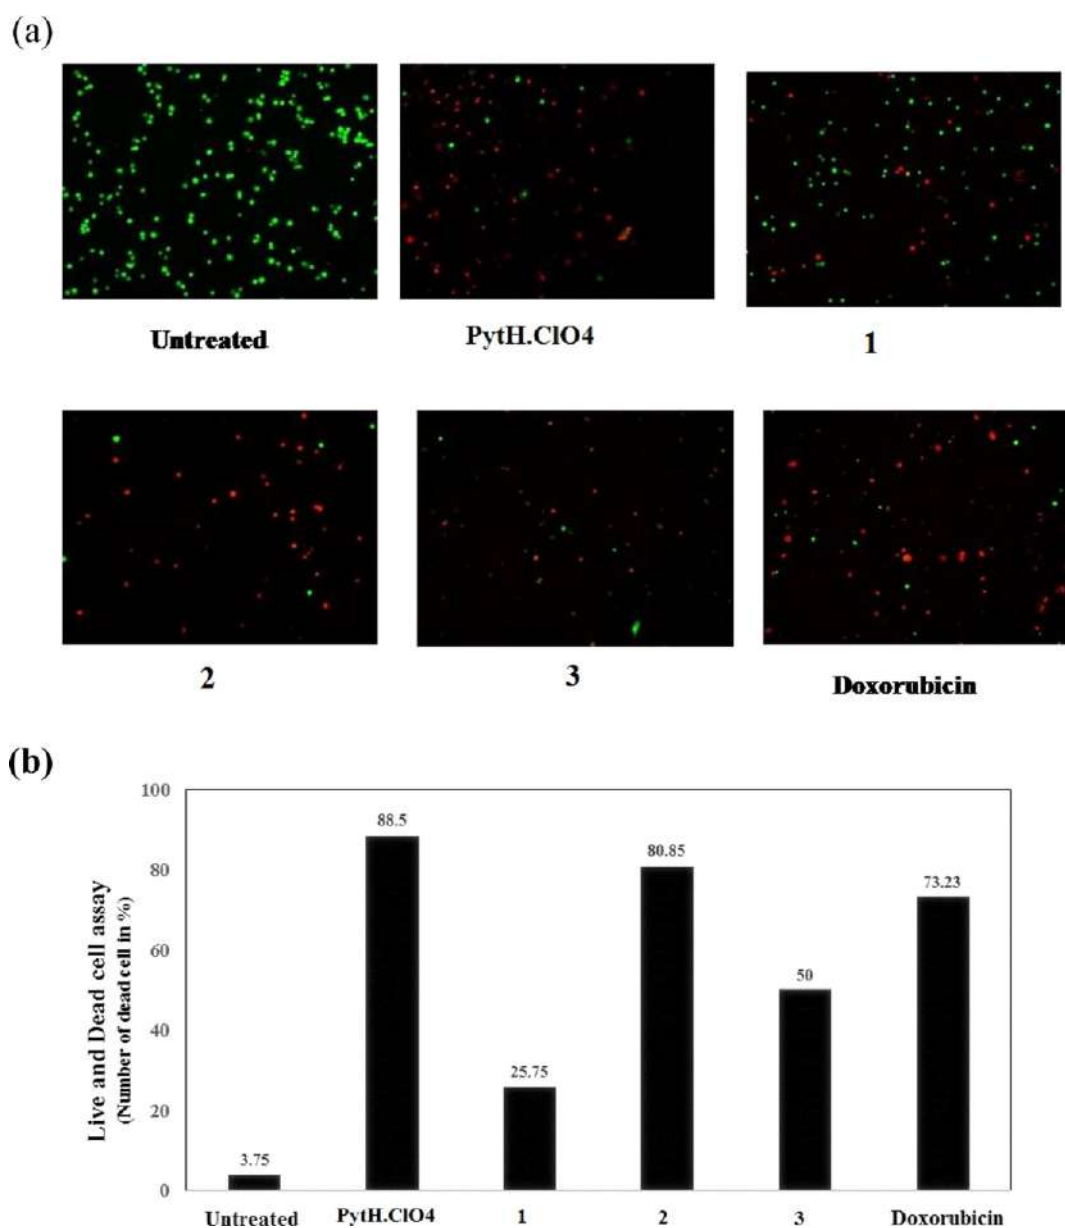 (a)
Untreated
PytH.ClO4
1
2
3
Doxorubicin
(b)
Live and Dead cell assay
(Number of dead cell in %)
100
80
60
40
20
0
3.75
88.5
25.75
80.85
50
73.23
Untreated
PytH.ClO4
1
2
3
Doxorubicin